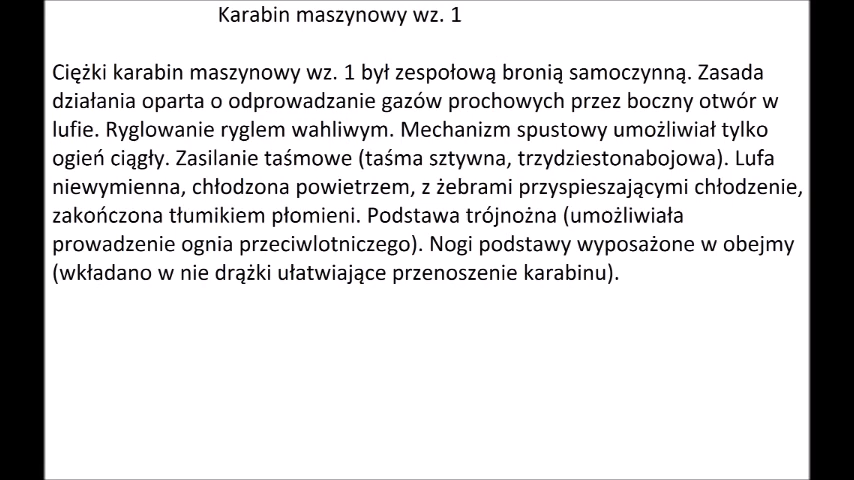 Karabin maszynowy wz. 1
Ciężki karabin maszynowy wz. 1 był zespołową bronią samoczynną. Zasada
działania oparta o odprowadzanie gazów prochowych przez boczny otwór w
lufie. Ryglowanie ryglem wahliwym. Mechanizm spustowy umożliwiał tylko
ogień ciągły. Zasilanie taśmowe (taśma sztywna, trzydziestonabojowa). Lufa
niewymienna, chłodzona powietrzem, z żebrami przyspieszającymi chłodzenie,
zakończona tłumikiem płomieni. Podstawa trójnożna (umożliwiała
prowadzenie ognia przeciwlotniczego). Nogi podstawy wyposażone w obejmy
(wkładano w nie drążki ułatwiające przenoszenie karabinu).